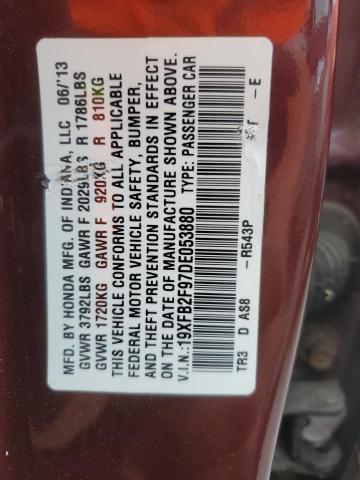 MFD. BY HONDA MFG. OF INDIANA, LLC 06/'13
GVWR 3792LBS GAWR F 2029LBS R 1786LBS
GVWR 1720KG GAWR F 920KG R 810KG
THIS VEHICLE CONFORMS TO ALL APPLICABLE
FEDERAL MOTOR VEHICLE SAFETY, BUMPER,
AND THEFT PREVENTION STANDARDS IN EFFECT
ON THE DATE OF MANUFACTURE SHOWN ABOVE.
V.I.N.:19XFB2F97DE053880 TYPE: PASSENGER CAR
TR3 D AS8 -R543P - E